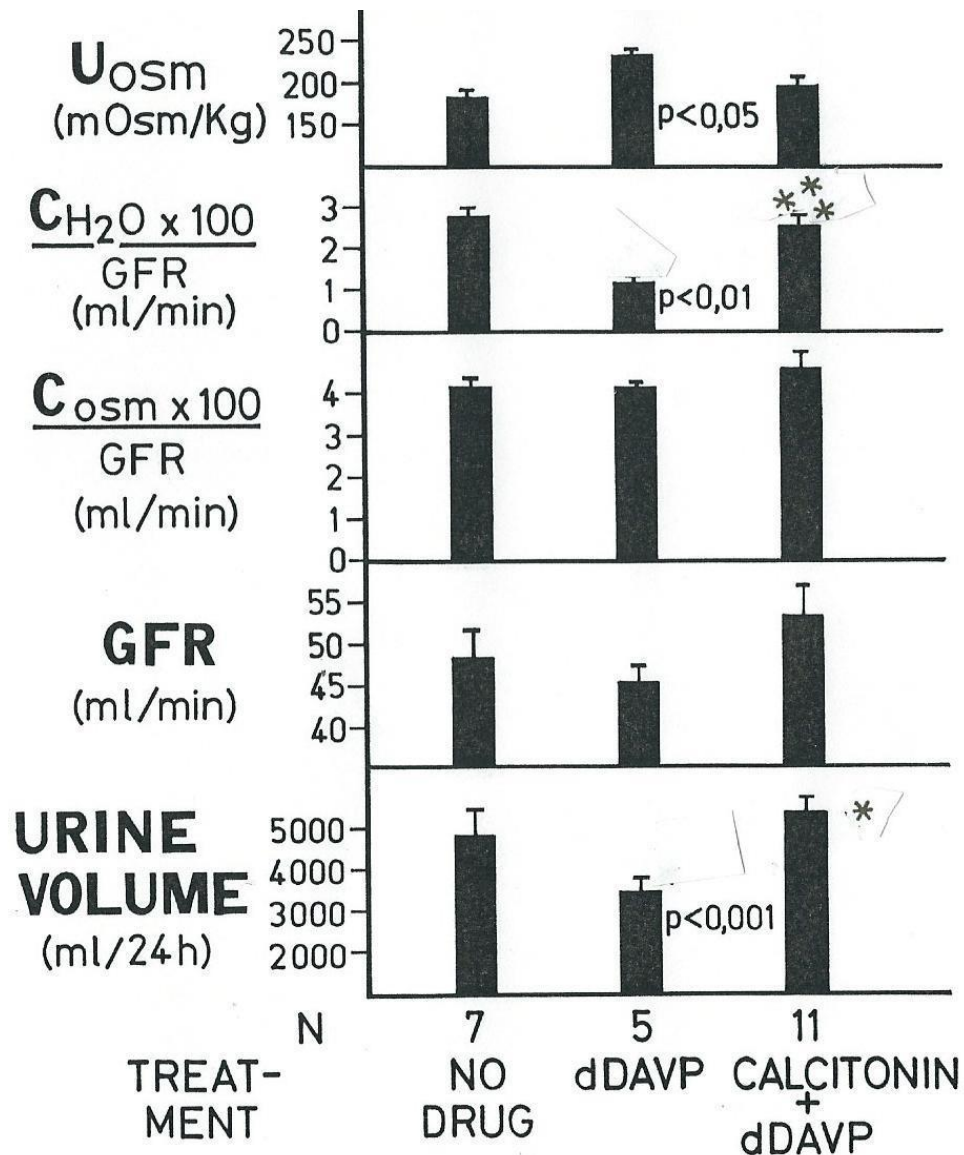 Uosm
(mOsm/Kg)
250
200
150
p<0,05
CH₂O x 100
GFR
(ml/min)
3
2
1
0
p<0,01
* * *
Cosm x 100
GFR
(ml/min)
4
3
2
1
0
GFR
(ml/min)
55
50
45
40
URINE
VOLUME
(ml/24h)
5000
4000
3000
2000
p<0,001
*
N 7 5 11
TREAT-
MENT
NO
DRUG
dDAVP
CALCITONIN
+
dDAVP